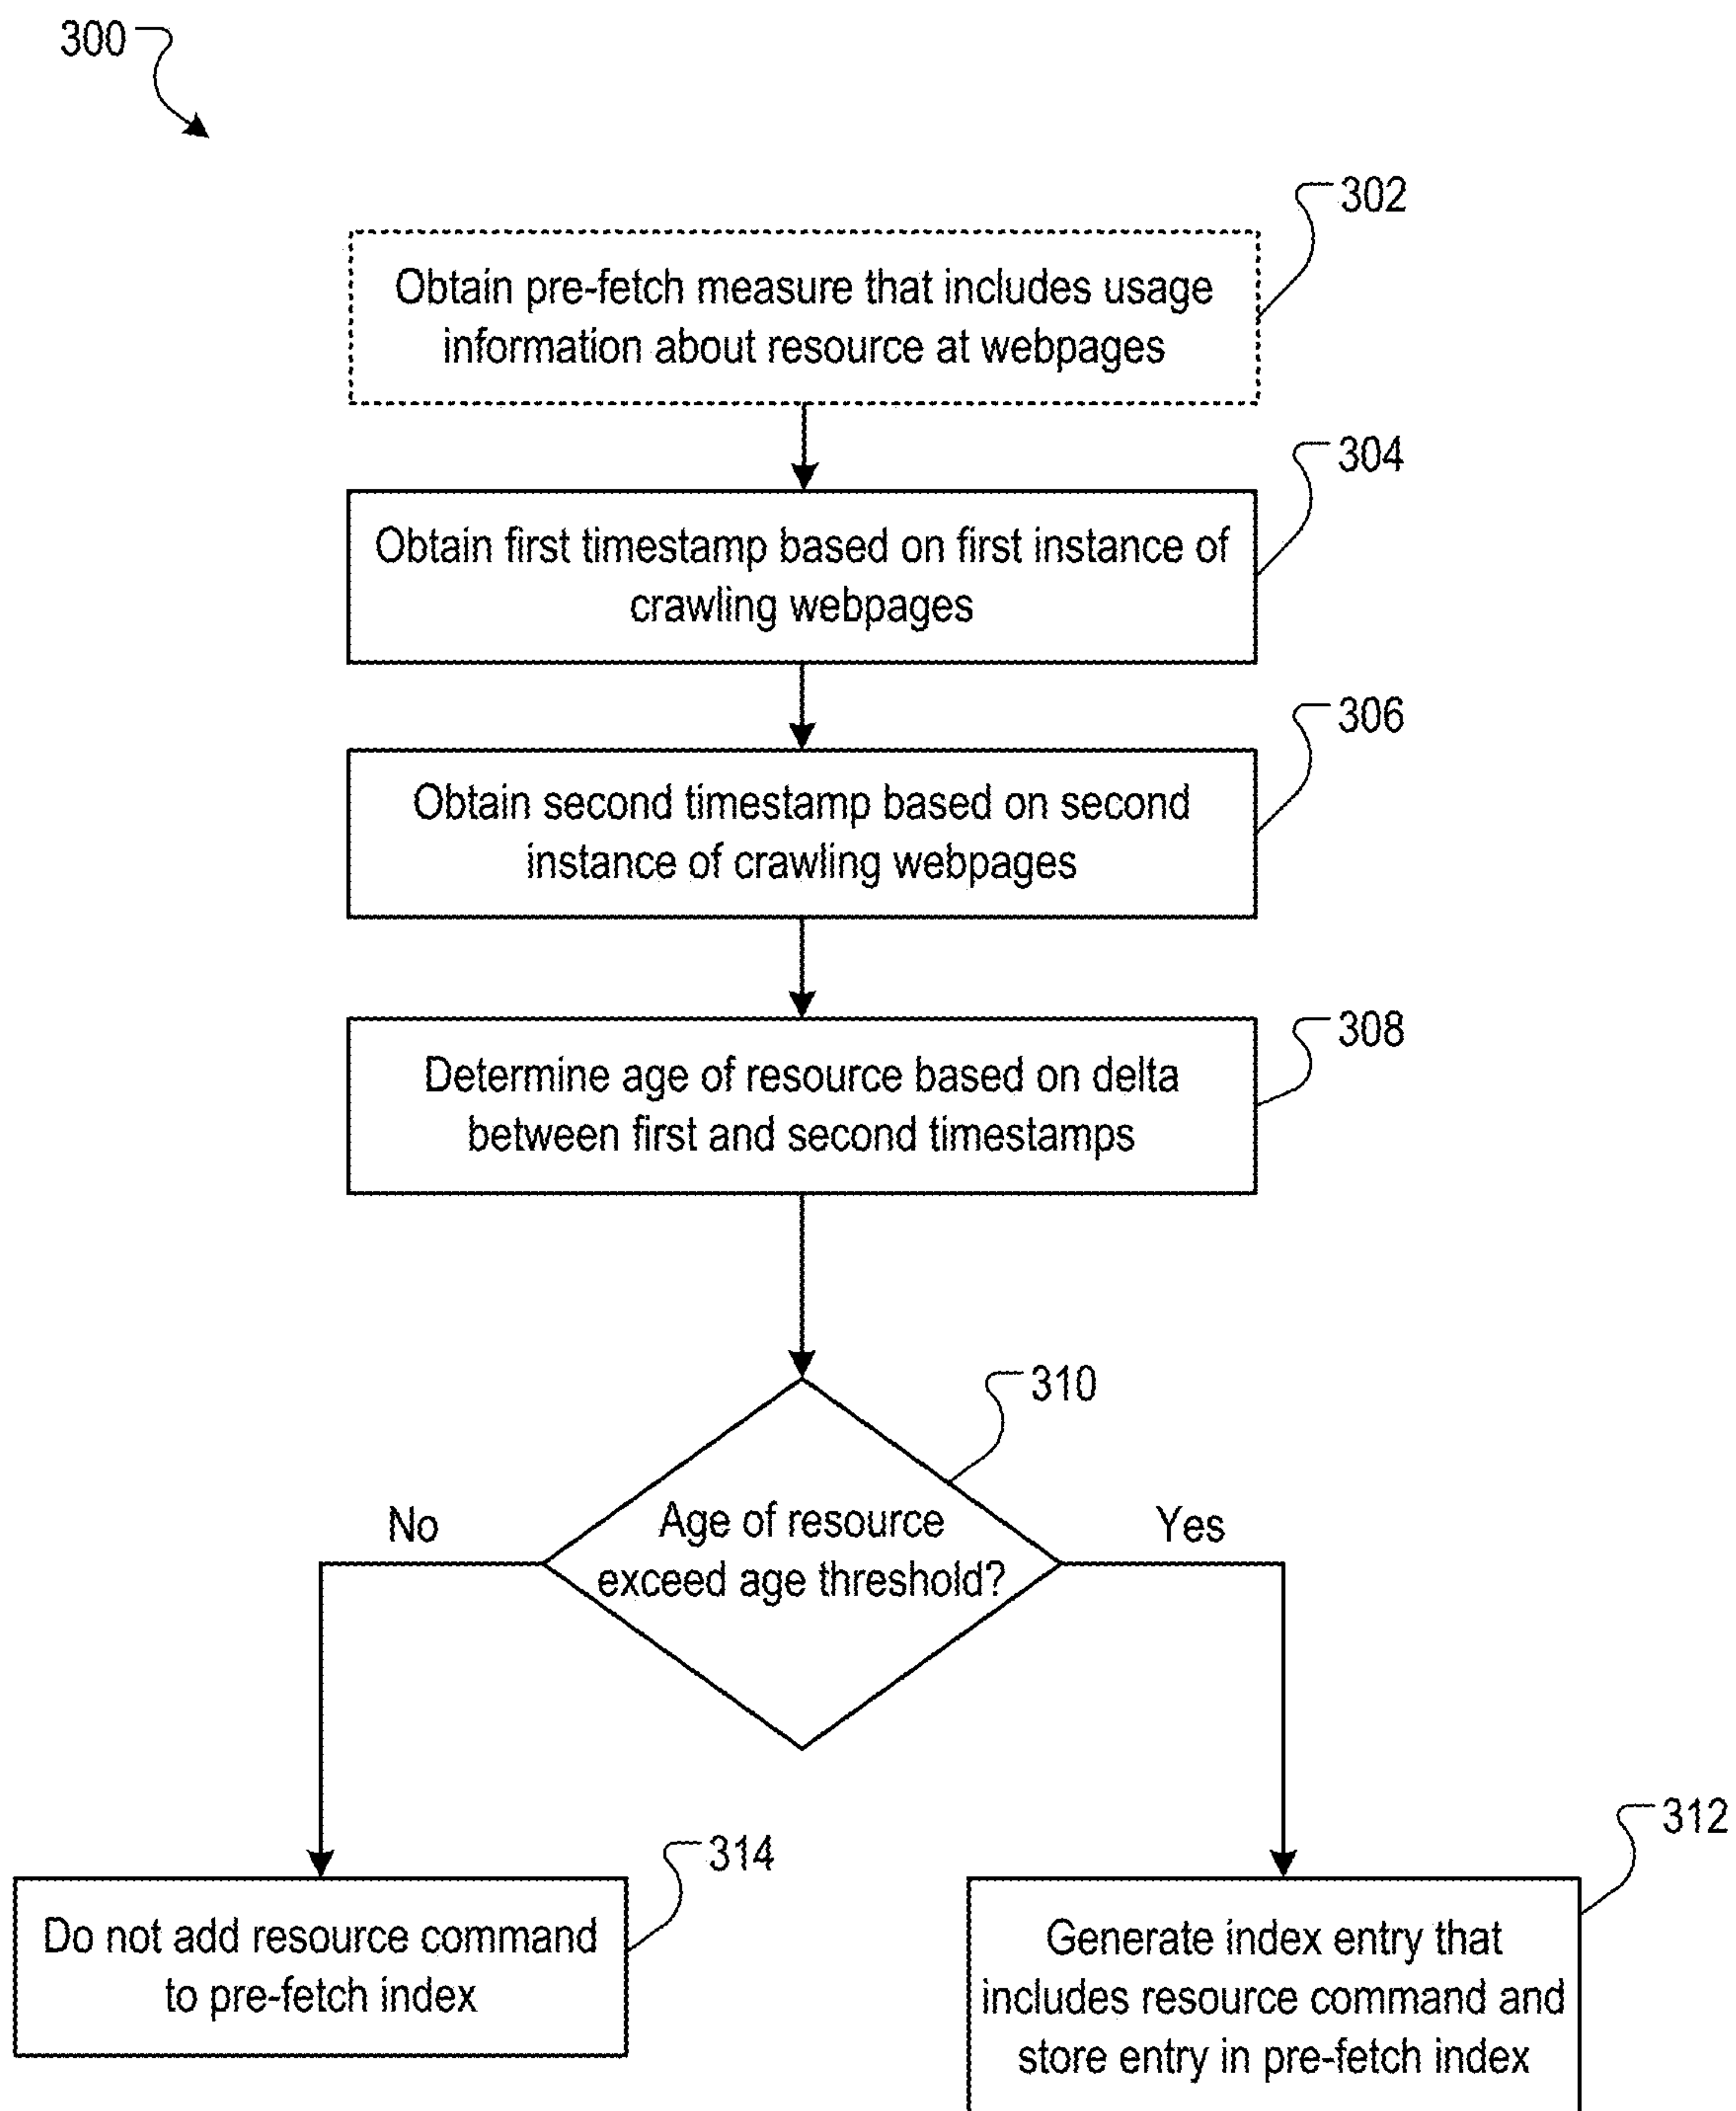 300
302
Obtain pre-fetch measure that includes usage
information about resource at webpages
304
Obtain first timestamp based on first instance of
crawling webpages
306
Obtain second timestamp based on second
instance of crawling webpages
308
Determine age of resource based on delta
between first and second timestamps
310
Age of resource
exceed age threshold?
No
Yes
314
Do not add resource command
to pre-fetch index
312
Generate index entry that
includes resource command and
store entry in pre-fetch index